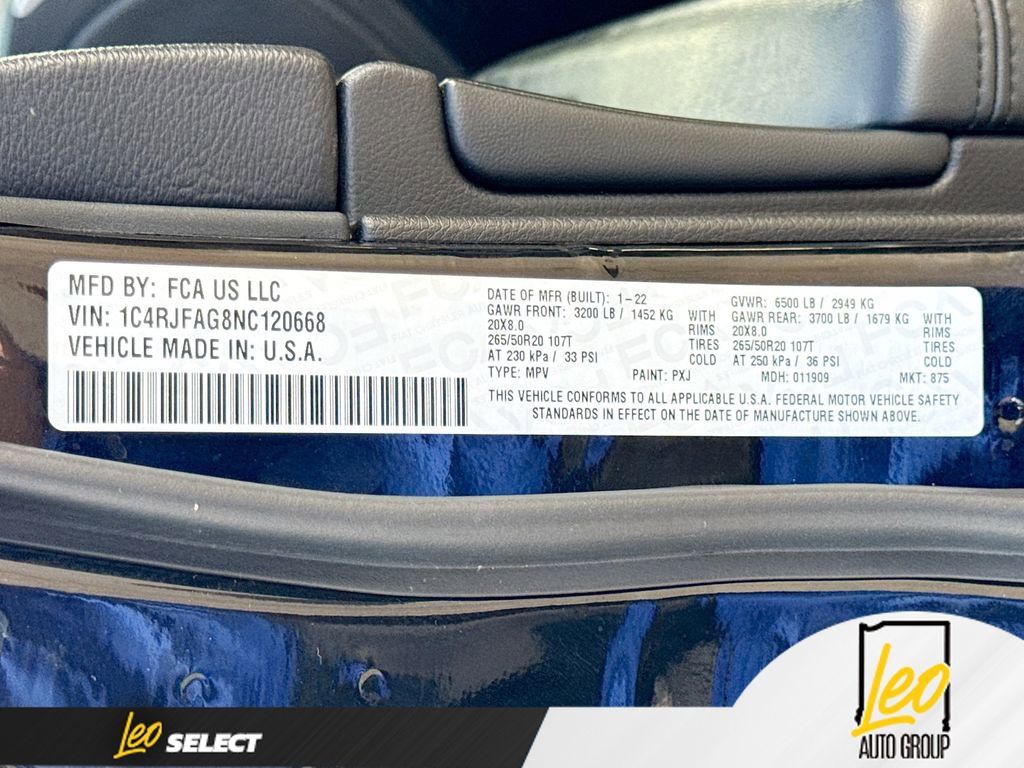 MFD BY: FCA US LLC
VIN: 1C4RJFAG8NC120668
VEHICLE MADE IN: U.S.A.
DATE OF MFR (BUILT): 1-22
GAWR FRONT: 3200 LB / 1452 KG WITH
20X8.0 RIMS
265/50R20 107T TIRES
AT 230 kPa / 33 PSI COLD
GVWR: 6500 LB / 2949 KG
GAWR REAR: 3700 LB / 1679 KG WITH
20X8.0 RIMS
265/50R20 107T TIRES
AT 250 kPa / 36 PSI COLD
TYPE: MPV PAINT: PXJ MDH: 011909 MKT: 875
THIS VEHICLE CONFORMS TO ALL APPLICABLE U.S.A. FEDERAL MOTOR VEHICLE SAFETY
STANDARDS IN EFFECT ON THE DATE OF MANUFACTURE SHOWN ABOVE.
Leo SELECT
Leo
AUTO GROUP